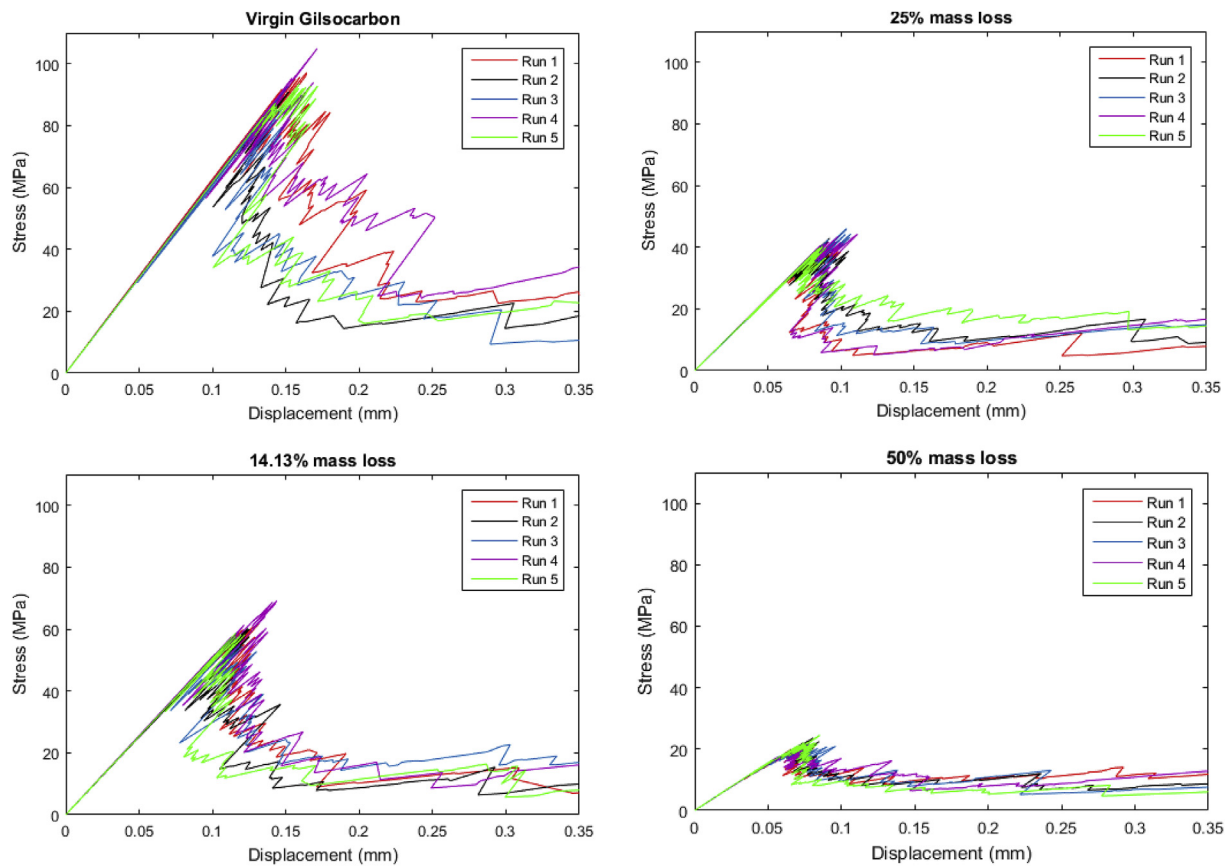 Virgin Gilsocarbon
Stress (MPa)
100
80
60
40
20
0
0
0.05
0.1
0.15
0.2
0.25
0.3
0.35
Displacement (mm)
Run 1
Run 2
Run 3
Run 4
Run 5
25% mass loss
Stress (MPa)
100
80
60
40
20
0
0
0.05
0.1
0.15
0.2
0.25
0.3
0.35
Displacement (mm)
Run 1
Run 2
Run 3
Run 4
Run 5
14.13% mass loss
Stress (MPa)
100
80
60
40
20
0
0
0.05
0.1
0.15
0.2
0.25
0.3
0.35
Displacement (mm)
Run 1
Run 2
Run 3
Run 4
Run 5
50% mass loss
Stress (MPa)
100
80
60
40
20
0
0
0.05
0.1
0.15
0.2
0.25
0.3
0.35
Displacement (mm)
Run 1
Run 2
Run 3
Run 4
Run 5